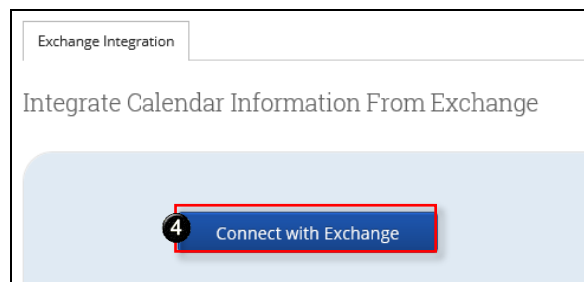 Exchange Integration
Integrate Calendar Information From Exchange
4
Connect with Exchange